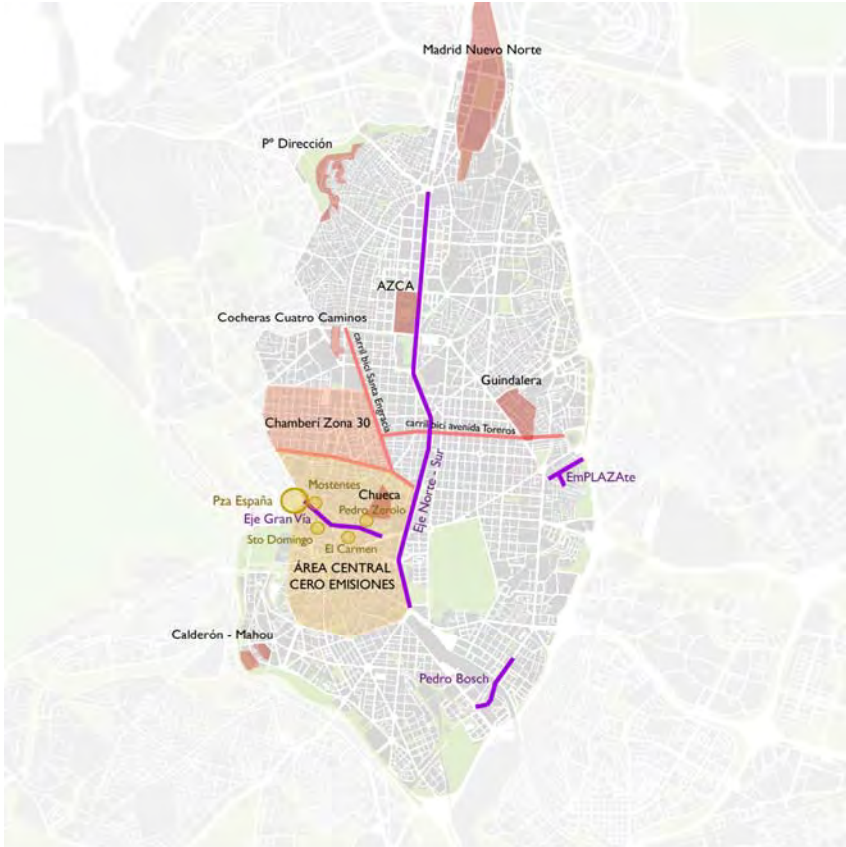 Madrid Nuevo Norte
Pº Dirección
AZCA
Cocheras Cuatro Caminos
carril bici Santa Engracia
Guindalera
Chamberí Zona 30
carril bici avenida Toreros
EmPLAZAte
Mostenses
Chueca
Pza España
Pedro Zerolo
Eje Gran Vía
Eje Norte - Sur
Sto Domingo
El Carmen
ÁREA CENTRAL
CERO EMISIONES
Calderón - Mahou
Pedro Bosch